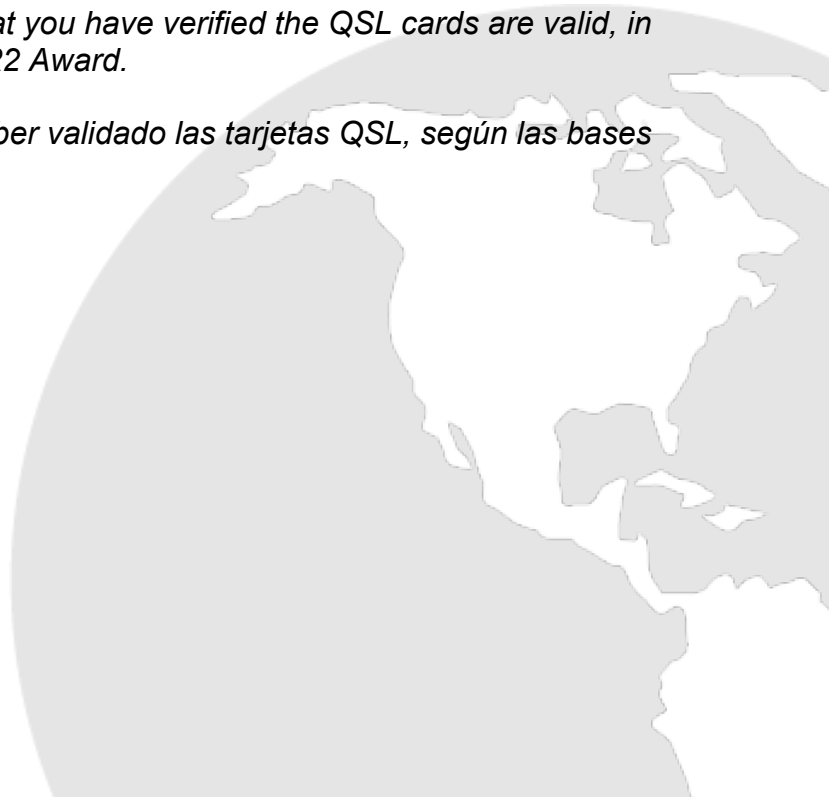 at you have verified the QSL cards are valid, in
22 Award.
ber validado las tarjetas QSL, según las bases